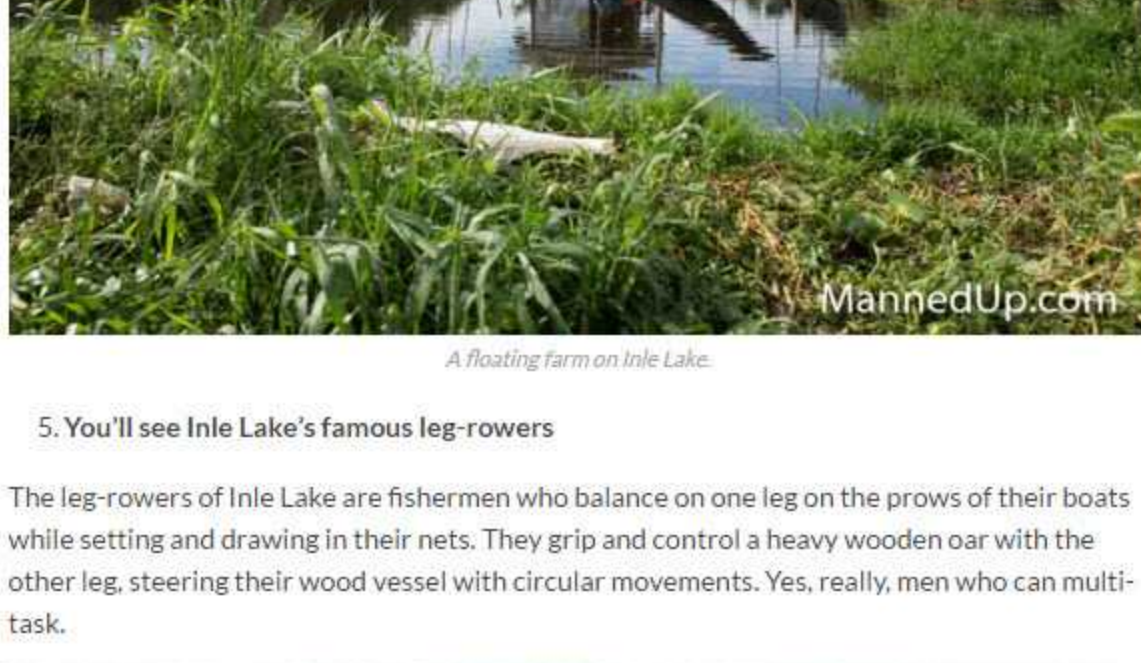 MannedUp.com
A floating farm on Inle Lake.
5. You'll see Inle Lake's famous leg-rowers
The leg-rowers of Inle Lake are fishermen who balance on one leg on the prows of their boats
while setting and drawing in their nets. They grip and control a heavy wooden oar with the
other leg, steering their wood vessel with circular movements. Yes, really, men who can multi-
task.